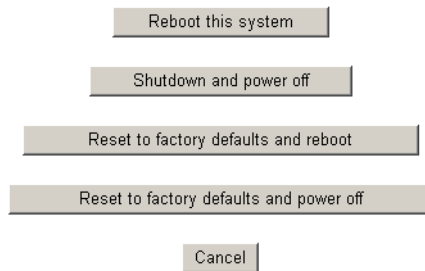 Reboot this system
Shutdown and power off
Reset to factory defaults and reboot
Reset to factory defaults and power off
Cancel